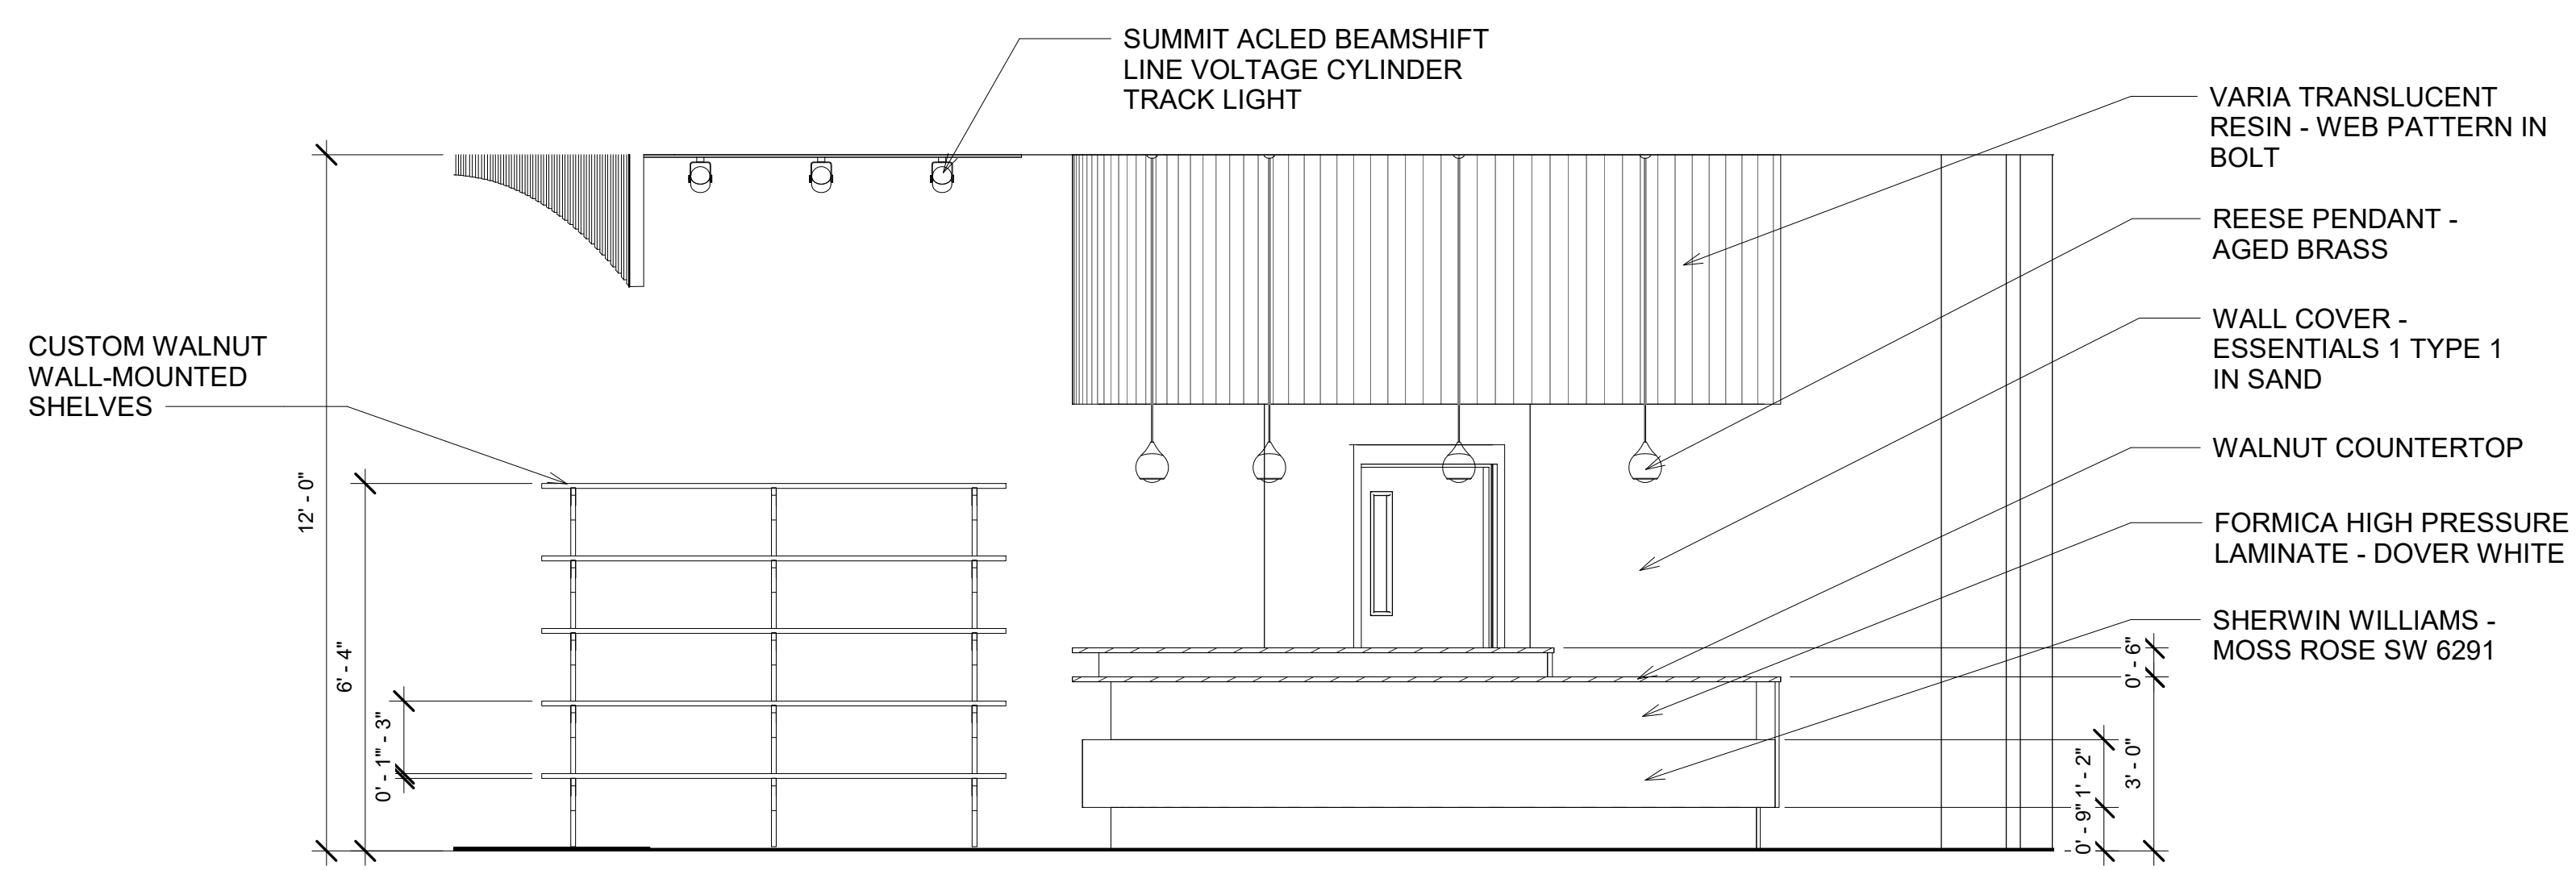 SUMMIT ACLED BEAMSHIFT
LINE VOLTAGE CYLINDER
TRACK LIGHT
VARIA TRANSLUCENT
RESIN - WEB PATTERN IN
BOLT
REESE PENDANT -
AGED BRASS
WALL COVER -
ESSENTIALS 1 TYPE 1
IN SAND
CUSTOM WALNUT
WALL-MOUNTED
SHELVES
WALNUT COUNTERTOP
FORMICA HIGH PRESSURE
LAMINATE - DOVER WHITE
SHERWIN WILLIAMS -
MOSS ROSE SW 6291
12' - 0"
6' - 4"
0' - 1"' - 3"
0' - 6"
3' - 0"
1' - 2"
0' - 9"